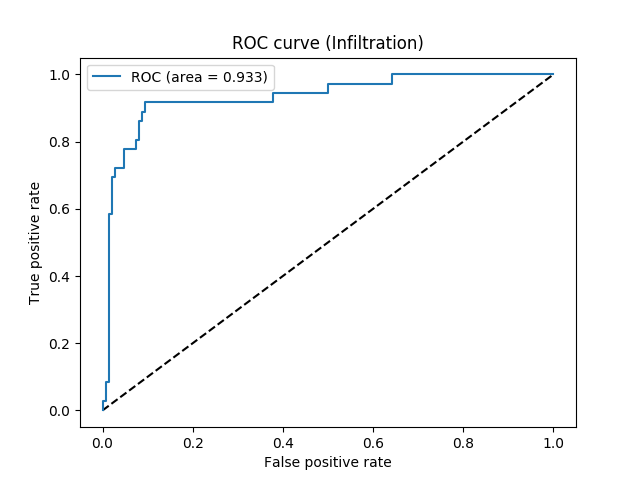 ROC curve (Infiltration)
ROC (area = 0.933)
1.0
0.8
0.6
0.4
0.2
0.0
True positive rate
0.0 0.2 0.4 0.6 0.8 1.0
False positive rate